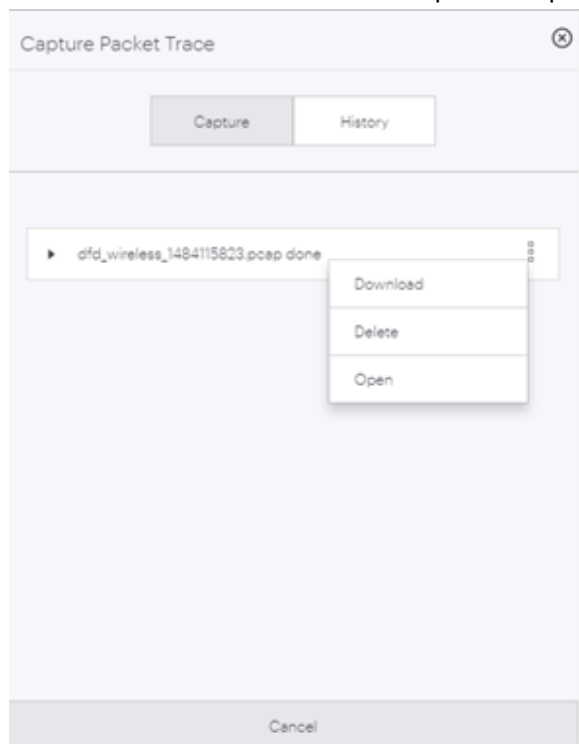 Capture Packet Trace
Capture
History
dfd_wireless_1484115823.pcap done
Download
Delete
Open
Cancel